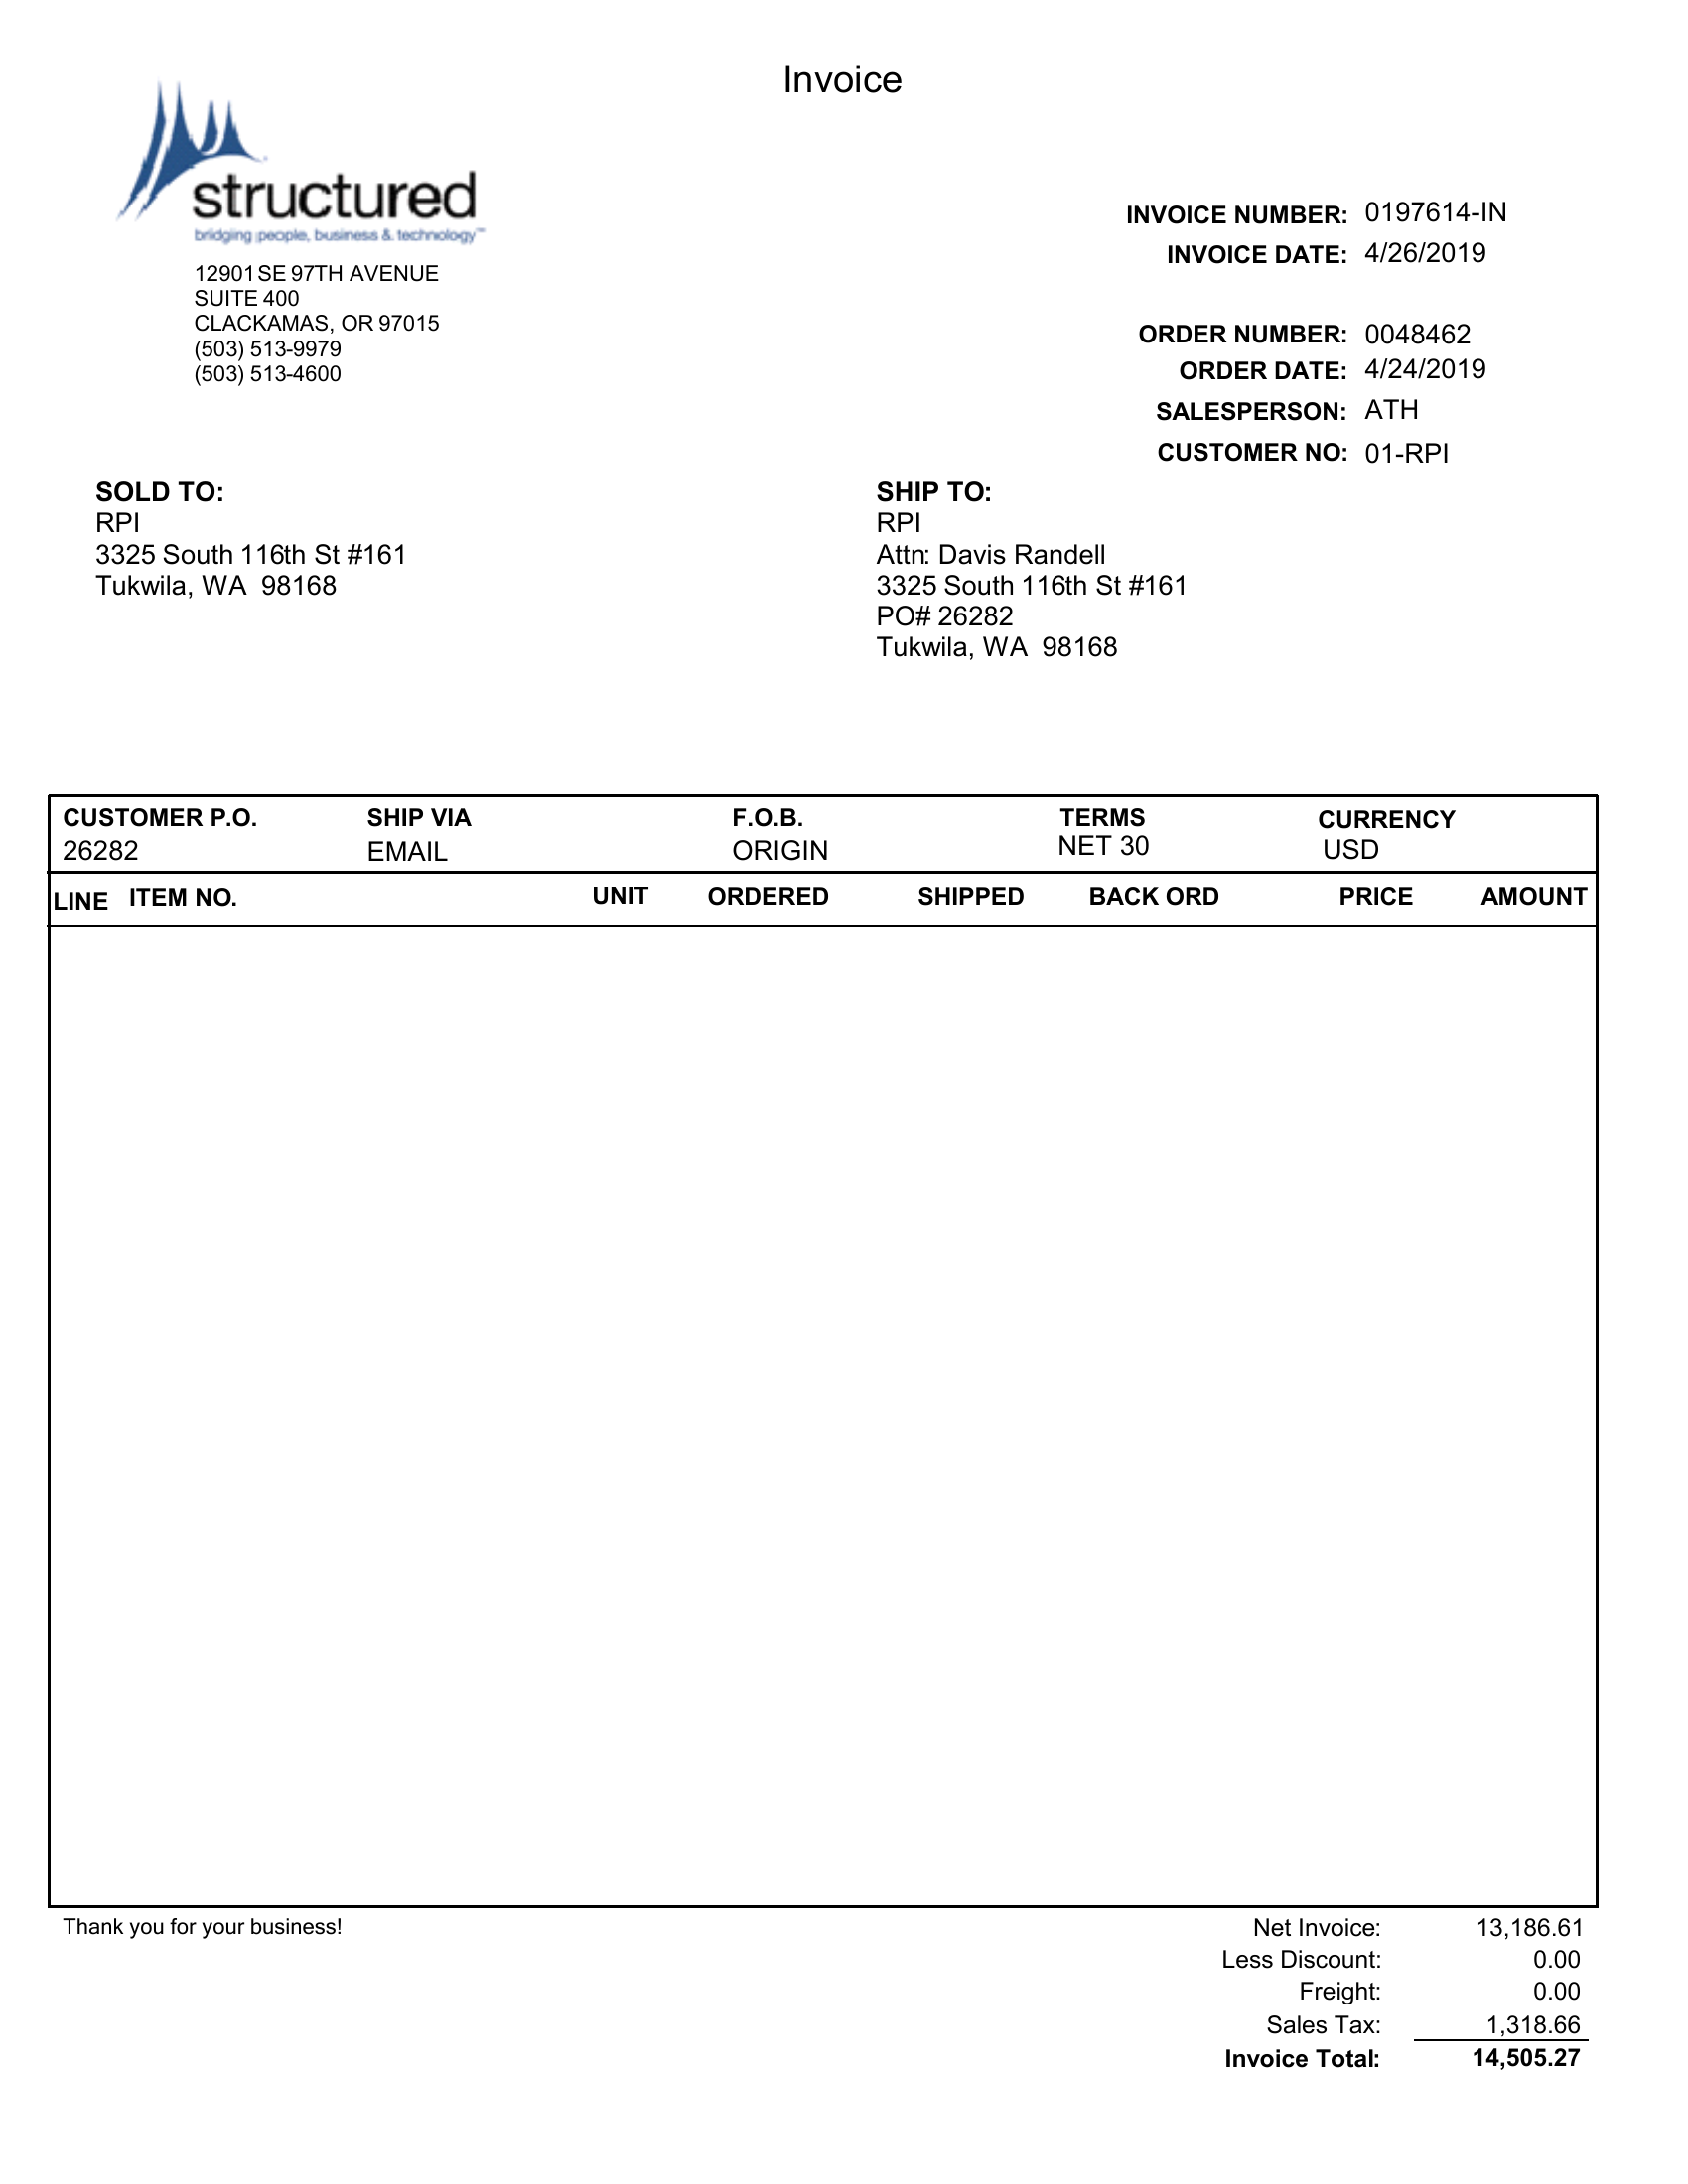 Invoice
structured
bridging people, business & technology™
12901 SE 97TH AVENUE
SUITE 400
CLACKAMAS, OR 97015
(503) 513-9979
(503) 513-4600
INVOICE NUMBER: 0197614-IN
INVOICE DATE: 4/26/2019
ORDER NUMBER: 0048462
ORDER DATE: 4/24/2019
SALESPERSON: ATH
CUSTOMER NO: 01-RPI
SOLD TO:
RPI
3325 South 116th St #161
Tukwila, WA 98168
SHIP TO:
RPI
Attn: Davis Randell
3325 South 116th St #161
PO# 26282
Tukwila, WA 98168
CUSTOMER P.O. SHIP VIA F.O.B. TERMS CURRENCY
26282 EMAIL ORIGIN NET 30 USD
LINE ITEM NO. UNIT ORDERED SHIPPED BACK ORD PRICE AMOUNT
Thank you for your business!
Net Invoice: 13,186.61
Less Discount: 0.00
Freight: 0.00
Sales Tax: 1,318.66
Invoice Total: 14,505.27